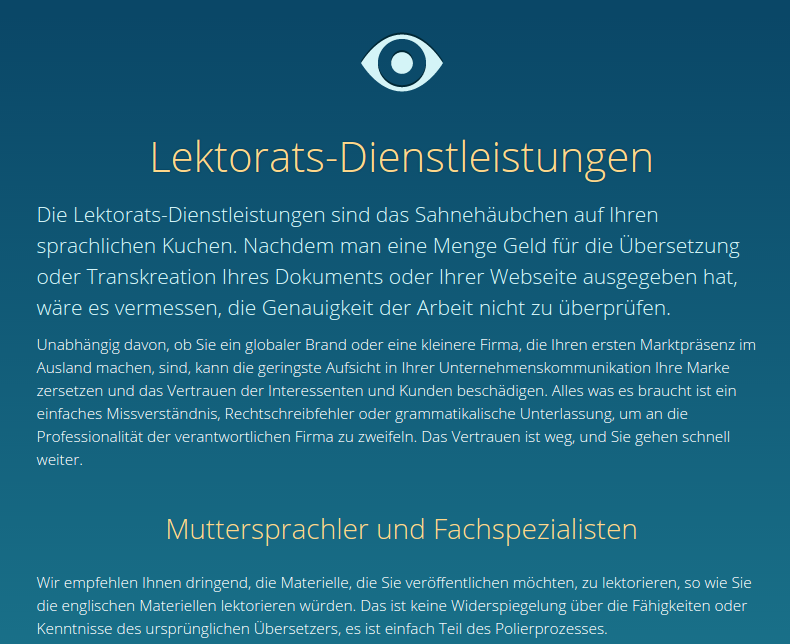 Lektorats-Dienstleistungen
Die Lektorats-Dienstleistungen sind das Sahnehäubchen auf Ihren
sprachlichen Kuchen. Nachdem man eine Menge Geld für die Übersetzung
oder Transkreation Ihres Dokuments oder Ihrer Webseite ausgegeben hat,
wäre es vermessen, die Genauigkeit der Arbeit nicht zu überprüfen.
Unabhängig davon, ob Sie ein globaler Brand oder eine kleinere Firma, die Ihren ersten Marktpräsenz im
Ausland machen, sind, kann die geringste Aufsicht in Ihrer Unternehmenskommunikation Ihre Marke
zersetzen und das Vertrauen der Interessenten und Kunden beschädigen. Alles was es braucht ist ein
einfaches Missverständnis, Rechtschreibfehler oder grammatikalische Unterlassung, um an die
Professionalität der verantwortlichen Firma zu zweifeln. Das Vertrauen ist weg, und Sie gehen schnell
weiter.
Muttersprachler und Fachspezialisten
Wir empfehlen Ihnen dringend, die Materielle, die Sie veröffentlichen möchten, zu lektorieren, so wie Sie
die englischen Materiellen lektorieren würden. Das ist keine Widerspiegelung über die Fähigkeiten oder
Kenntnisse des ursprünglichen Übersetzers, es ist einfach Teil des Polierprozesses.